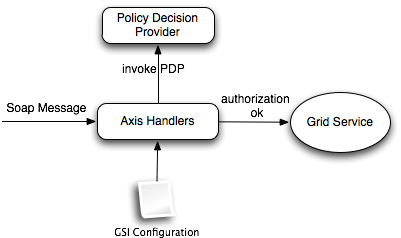 Policy Decision
Provider
invoke PDP
Soap Message
Axis Handlers
authorization
ok
Grid Service
GSI Configuration